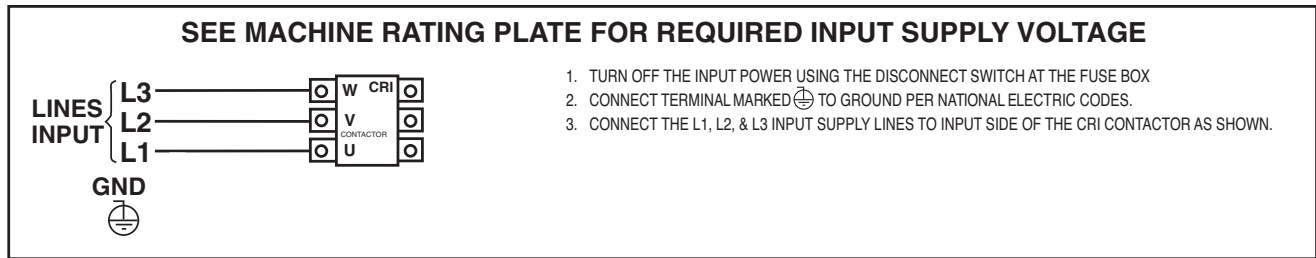 SEE MACHINE RATING PLATE FOR REQUIRED INPUT SUPPLY VOLTAGE
LINES
INPUT
L3
L2
L1
GND
W CRI
V
CONTACTOR
U
1. TURN OFF THE INPUT POWER USING THE DISCONNECT SWITCH AT THE FUSE BOX
2. CONNECT TERMINAL MARKED TO GROUND PER NATIONAL ELECTRIC CODES.
3. CONNECT THE L1, L2, & L3 INPUT SUPPLY LINES TO INPUT SIDE OF THE CRI CONTACTOR AS SHOWN.